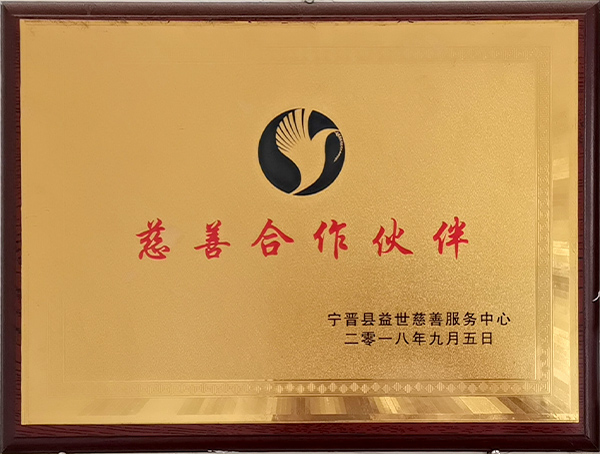 慈善合作伙伴
宁晋县益世慈善服务中心
二零一八年九月五日